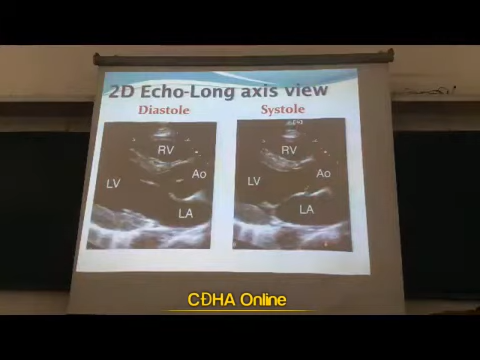 2D Echo-Long axis view
Diastole
Systole
RV
LV
Ao
LA
RV
LV
Ao
LA
CĐHA Online